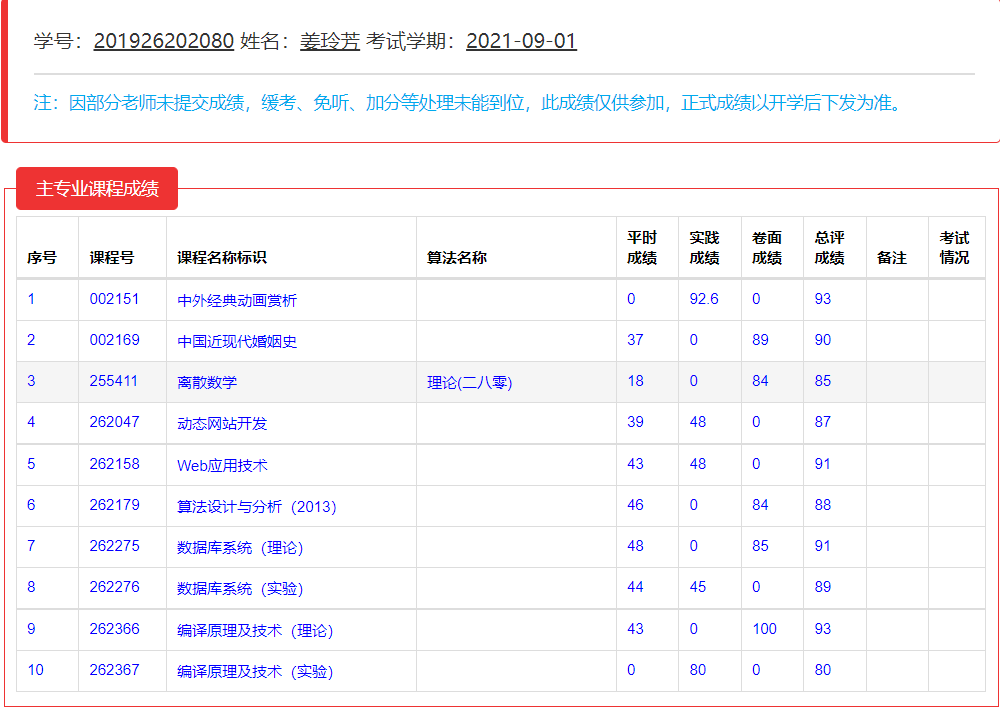 学号：201926202080 姓名：姜玲芳 考试学期：2021-09-01
注：因部分老师未提交成绩，缓考、免听、加分等处理未能到位，此成绩仅供参加，正式成绩以开学后下发为准。
主专业课程成绩
序号 课程号 课程名称标识 算法名称 平时成绩 实践成绩 卷面成绩 总评成绩 备注 考试情况
1 002151 中外经典动画赏析 0 92.6 0 93
2 002169 中国近现代婚姻史 37 0 89 90
3 255411 离散数学 理论(二八零) 18 0 84 85
4 262047 动态网站开发 39 48 0 87
5 262158 Web应用技术 43 48 0 91
6 262179 算法设计与分析（2013） 46 0 84 88
7 262275 数据库系统（理论） 48 0 85 91
8 262276 数据库系统（实验） 44 45 0 89
9 262366 编译原理及技术（理论） 43 0 100 93
10 262367 编译原理及技术（实验） 0 80 0 80